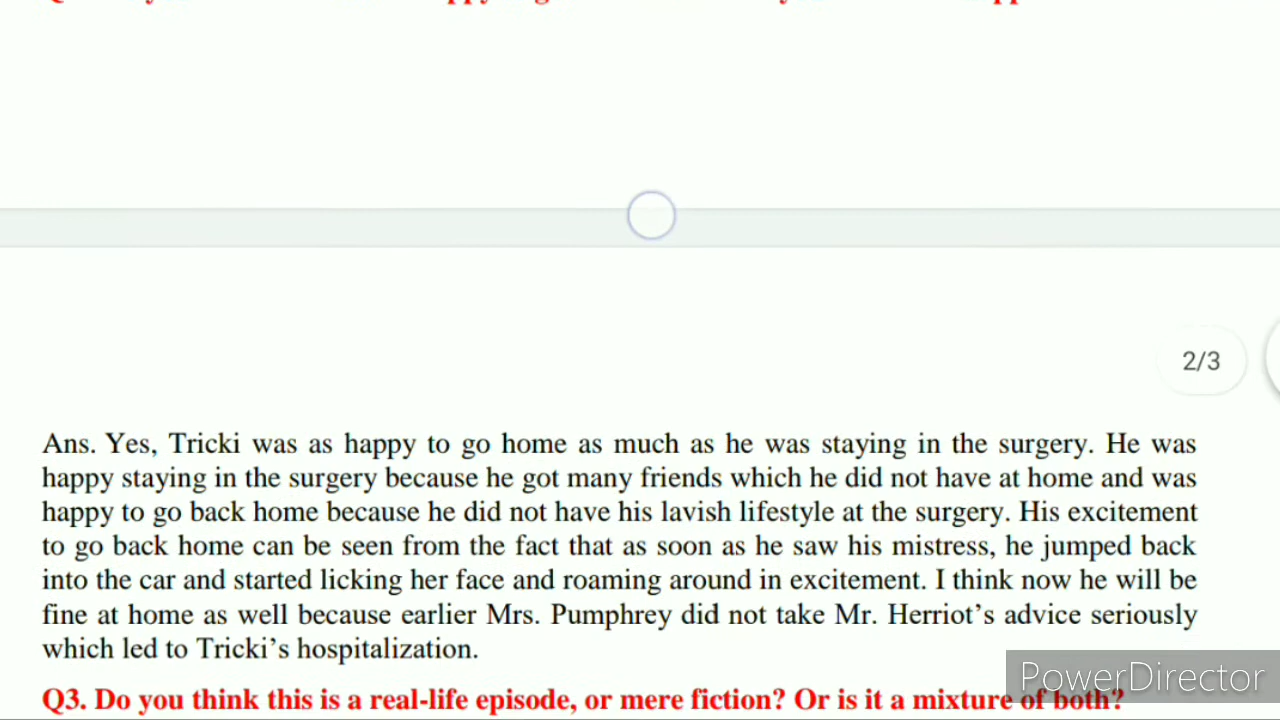 2/3
Ans. Yes, Tricki was as happy to go home as much as he was staying in the surgery. He was
happy staying in the surgery because he got many friends which he did not have at home and was
happy to go back home because he did not have his lavish lifestyle at the surgery. His excitement
to go back home can be seen from the fact that as soon as he saw his mistress, he jumped back
into the car and started licking her face and roaming around in excitement. I think now he will be
fine at home as well because earlier Mrs. Pumphrey did not take Mr. Herriot’s advice seriously
which led to Tricki’s hospitalization.
PowerDirector
Q3. Do you think this is a real-life episode, or mere fiction? Or is it a mixture of both?